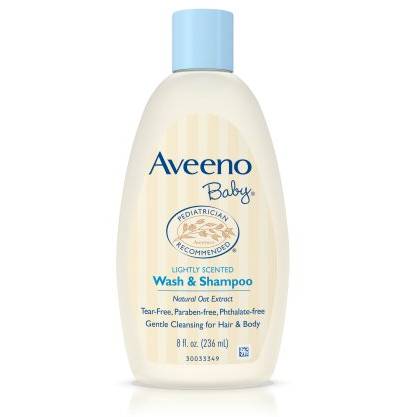 Aveeno
Baby®
PEDIATRICIAN
Aveeno
RECOMMENDED®
LIGHTLY SCENTED
Wash & Shampoo
Natural Oat Extract
Tear-Free, Paraben-free, Phthalate-free
Gentle Cleansing for Hair & Body
8 fl. oz. (236 mL)
30033349